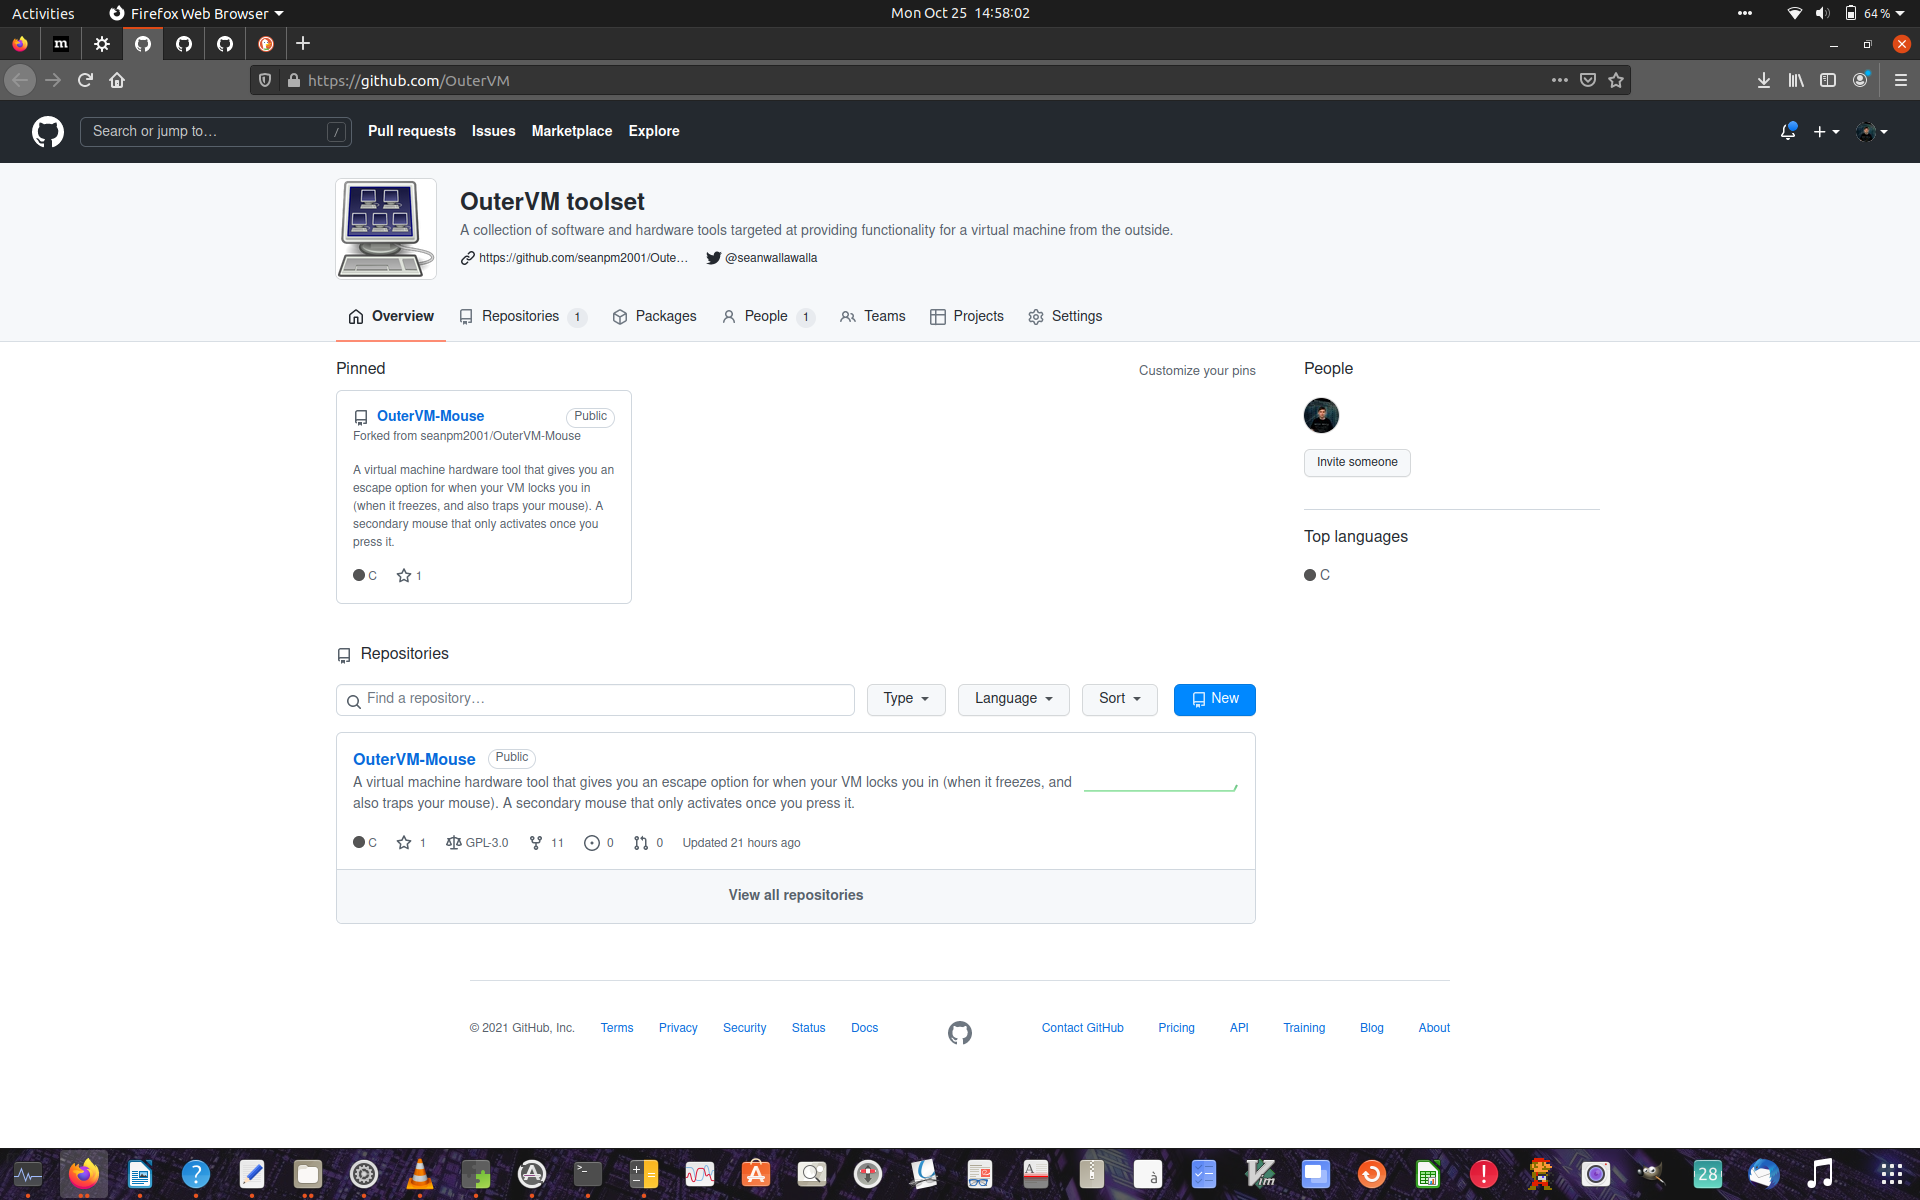 Activities
Firefox Web Browser
Mon Oct 25 14:58:02
64 %
m
https://github.com/OuterVM
Search or jump to…
/
Pull requests
Issues
Marketplace
Explore
OuterVM toolset
A collection of software and hardware tools targeted at providing functionality for a virtual machine from the outside.
https://github.com/seanpm2001/Oute…
@seanwallawalla
Overview
Repositories 1
Packages
People 1
Teams
Projects
Settings
Pinned
Customize your pins
OuterVM-Mouse
Public
Forked from seanpm2001/OuterVM-Mouse
A virtual machine hardware tool that gives you an
escape option for when your VM locks you in
(when it freezes, and also traps your mouse). A
secondary mouse that only activates once you
press it.
C
1
People
Invite someone
Top languages
C
Repositories
Find a repository…
Type
Language
Sort
New
OuterVM-Mouse
Public
A virtual machine hardware tool that gives you an escape option for when your VM locks you in (when it freezes, and
also traps your mouse). A secondary mouse that only activates once you press it.
C
1
GPL-3.0
11
0
0
Updated 21 hours ago
View all repositories
© 2021 GitHub, Inc.
Terms
Privacy
Security
Status
Docs
Contact GitHub
Pricing
API
Training
Blog
About
?
>_
A
à
Vim
!
28